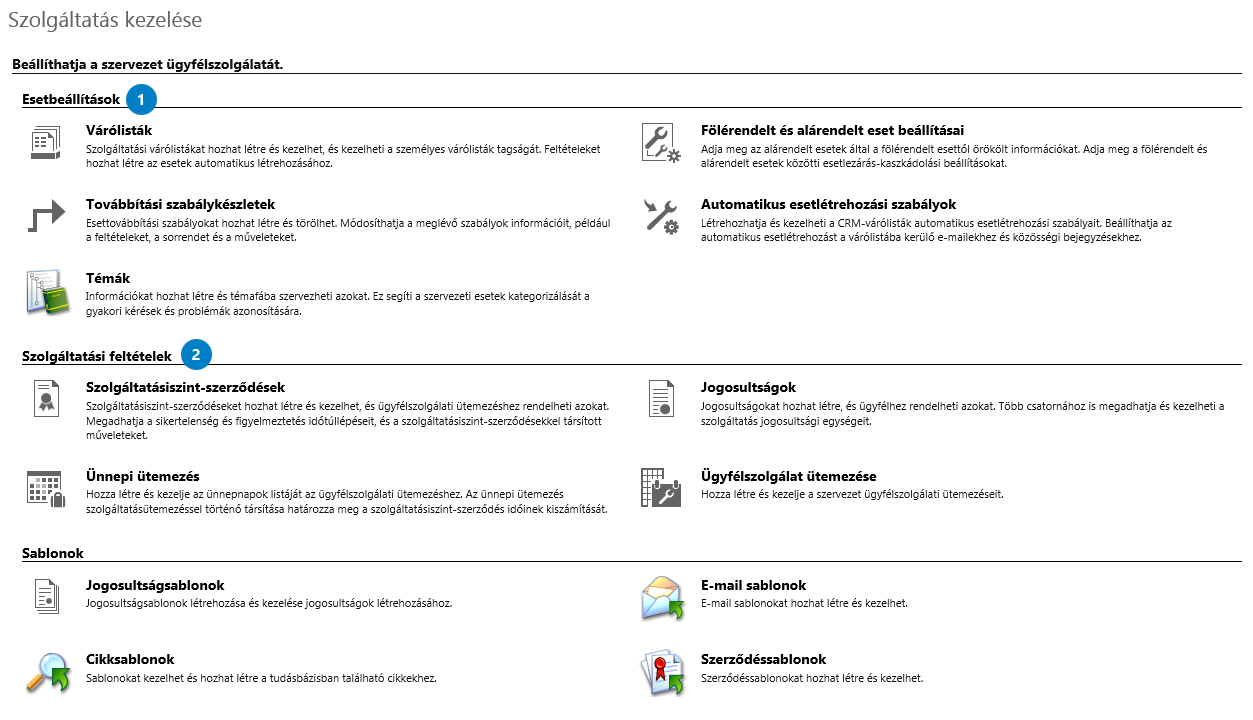 Szolgáltatás kezelése
Beállíthatja a szervezet ügyfélszolgálatát.
Esetbeállítások 1
Várólisták
Szolgáltatási várólistákat hozhat létre és kezelhet, és kezelheti a személyes várólisták tagságát. Feltételeket
hozhat létre az esetek automatikus létrehozásához.
Fölérendelt és alárendelt eset beállításai
Adja meg az alárendelt esetek által a fölérendelt esettől örökölt információkat. Adja meg a fölérendelt és
alárendelt esetek közötti esetlezárás-kaszkádolási beállításokat.
Továbbítási szabálykészletek
Esettovábbítási szabályokat hozhat létre és törölhet. Módosíthatja a meglévő szabályok információit, például
a feltételeket, a sorrendet és a műveleteket.
Automatikus esetlétrehozási szabályok
Létrehozhatja és kezelheti a CRM-várólisták automatikus esetlétrehozási szabályait. Beállíthatja az
automatikus esetlétrehozást a várólistába kerülő e-mailekhez és közösségi bejegyzésekhez.
Témák
Információkat hozhat létre és témafába szervezheti azokat. Ez segíti a szervezeti esetek kategorizálását a
gyakori kérések és problémák azonosítására.
Szolgáltatási feltételek 2
Szolgáltatásiszint-szerződések
Szolgáltatásiszint-szerződéseket hozhat létre és kezelhet, és ügyfélszolgálati ütemezéshez rendelheti azokat.
Megadhatja a sikertelenség és figyelmeztetés időtúllépéseit, és a szolgáltatásiszint-szerződésekkel társított
műveleteket.
Jogosultságok
Jogosultságokat hozhat létre, és ügyfélhez rendelheti azokat. Több csatornához is megadhatja és kezelheti a
szolgáltatás jogosultsági egységeit.
Ünnepi ütemezés
Hozza létre és kezelje az ünnepnapok listáját az ügyfélszolgálati ütemezéshez. Az ünnepi ütemezés
szolgáltatásütemezéssel történő társítása határozza meg a szolgáltatásiszint-szerződés időinek kiszámítását.
Ügyfélszolgálat ütemezése
Hozza létre és kezelje a szervezet ügyfélszolgálati ütemezéseit.
Sablonok
Jogosultságsablonok
Jogosultságsablonok létrehozása és kezelése jogosultságok létrehozásához.
E-mail sablonok
E-mail sablonokat hozhat létre és kezelhet.
Cikksablonok
Sablonokat kezelhet és hozhat létre a tudásbázisban található cikkekhez.
Szerződéssablonok
Szerződéssablonokat hozhat létre és kezelhet.